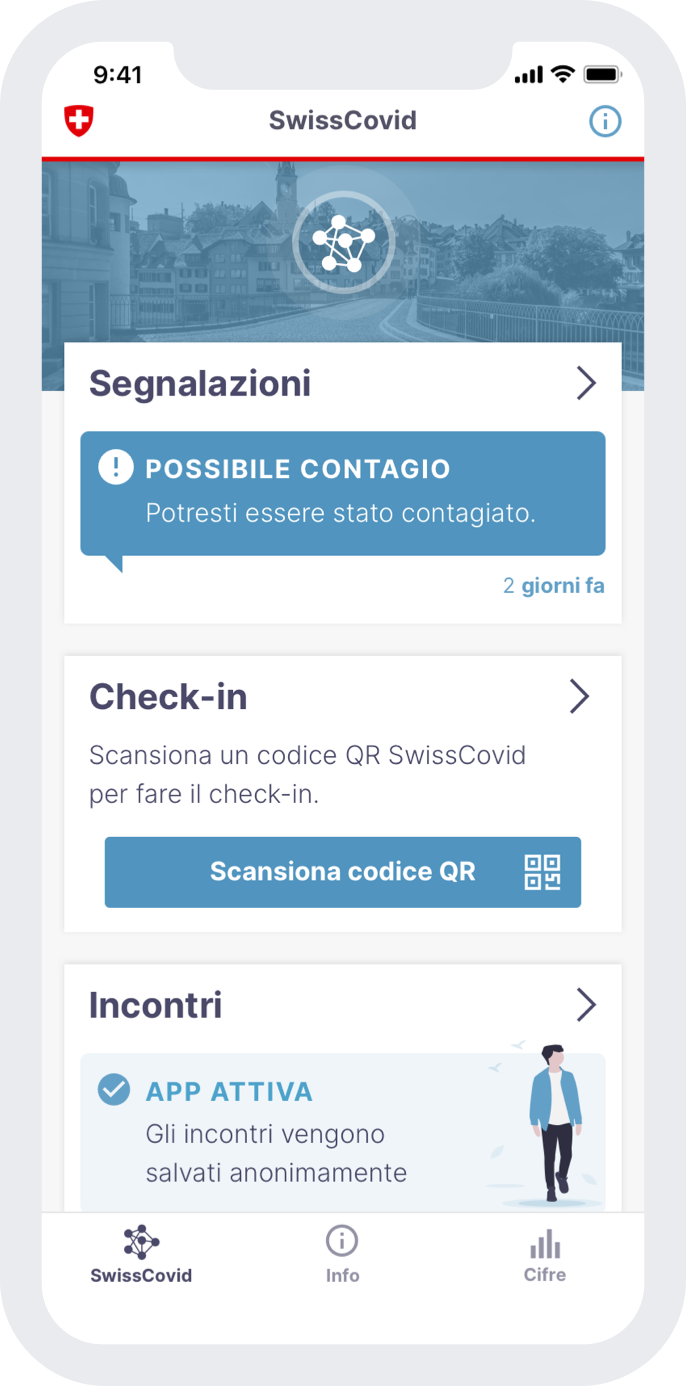 9:41
SwissCovid
Segnalazioni
POSSIBILE CONTAGIO
Potresti essere stato contagiato.
2 giorni fa
Check-in
Scansiona un codice QR SwissCovid
per fare il check-in.
Scansiona codice QR
Incontri
APP ATTIVA
Gli incontri vengono
salvati anonimamente
SwissCovid
Info
Cifre